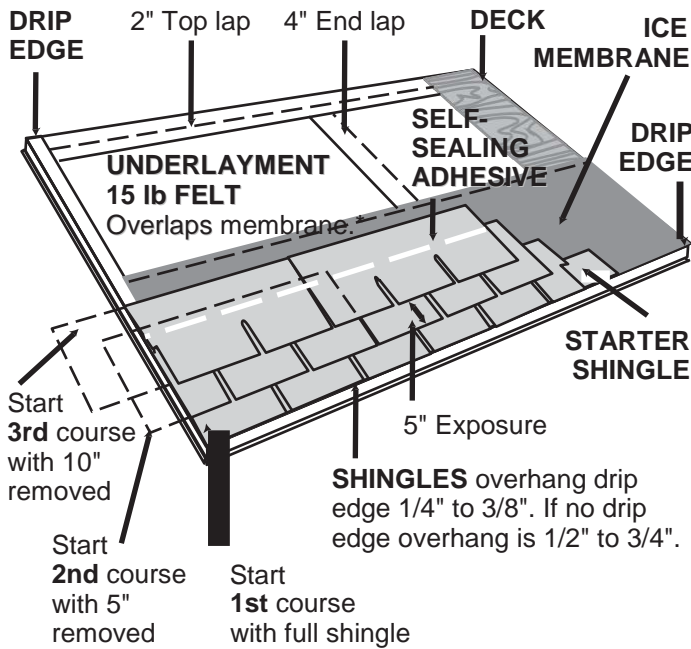 DRIP
EDGE
2" Top lap
4" End lap
DECK
ICE
MEMBRANE
SELF-
SEALING
ADHESIVE
DRIP
EDGE
UNDERLAYMENT
15 lb FELT
Overlaps membrane.
STARTER
SHINGLE
Start
3rd course
with 10"
removed
5" Exposure
SHINGLES overhang drip
edge 1/4" to 3/8". If no drip
edge overhang is 1/2" to 3/4".
Start
2nd course
with 5"
removed
Start
1st course
with full shingle